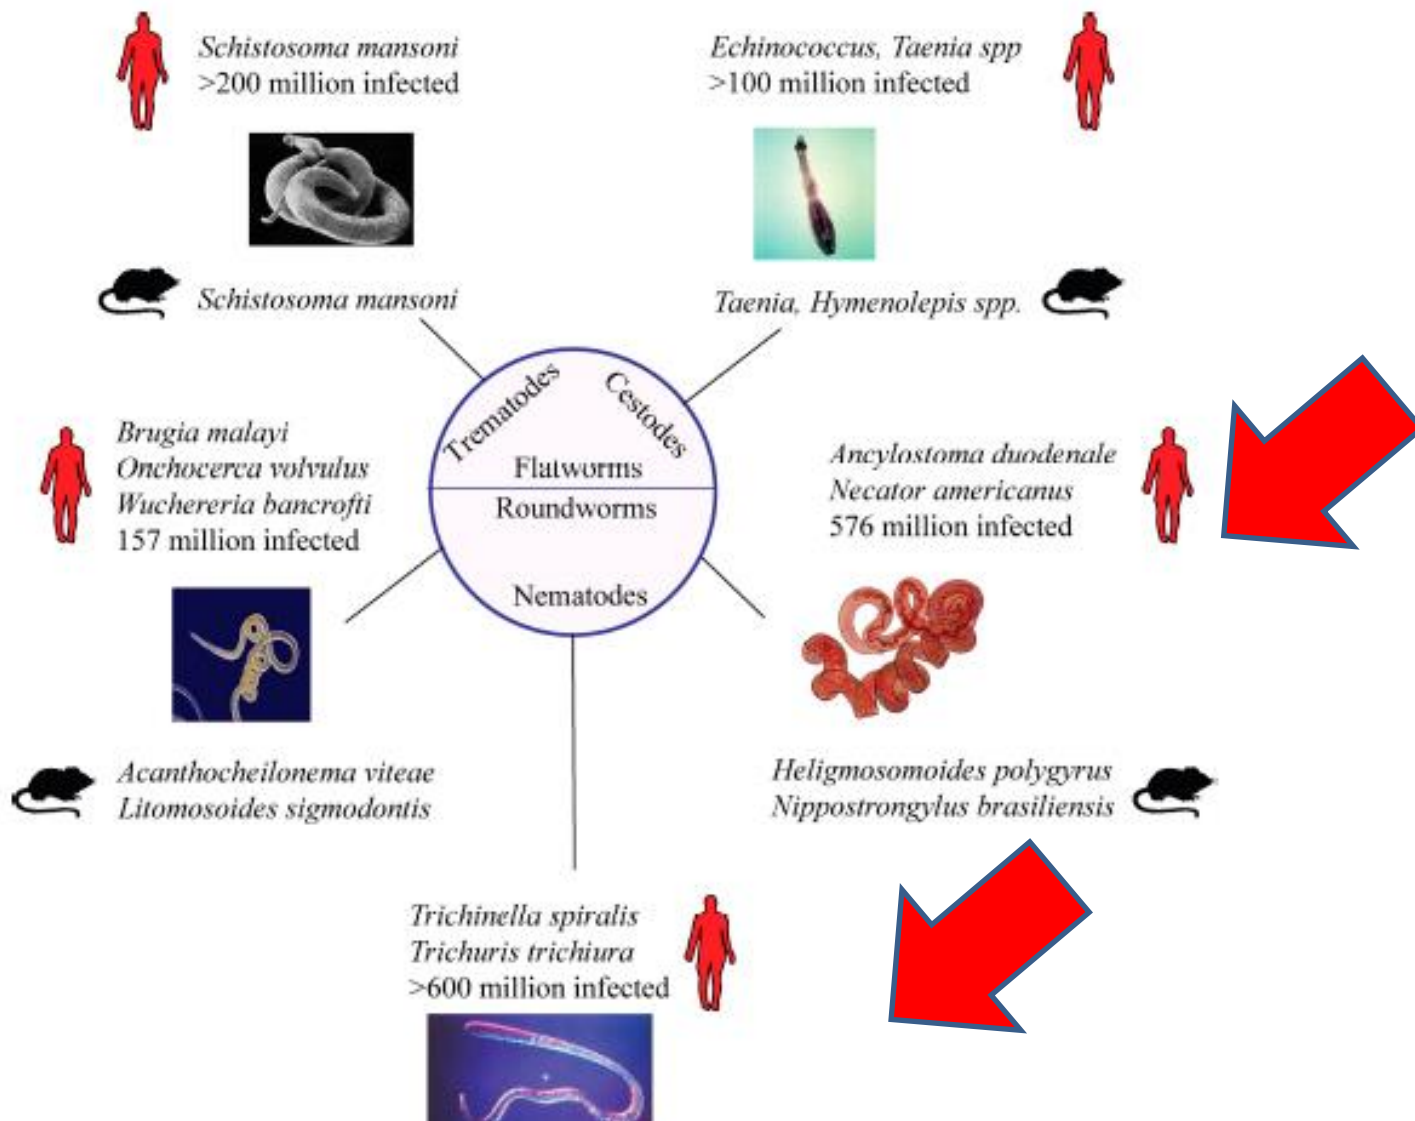 Schistosoma mansoni
>200 million infected
Echinococcus, Taenia spp
>100 million infected
Schistosoma mansoni
Taenia, Hymenolepis spp.
Trematodes
Cestodes
Flatworms
Roundworms
Nematodes
Brugia malayi
Onchocerca volvulus
Wuchereria bancrofti
157 million infected
Ancylostoma duodenale
Necator americanus
576 million infected
Acanthocheilonema viteae
Litomosoides sigmodontis
Heligmosomoides polygyrus
Nippostrongylus brasiliensis
Trichinella spiralis
Trichuris trichiura
>600 million infected